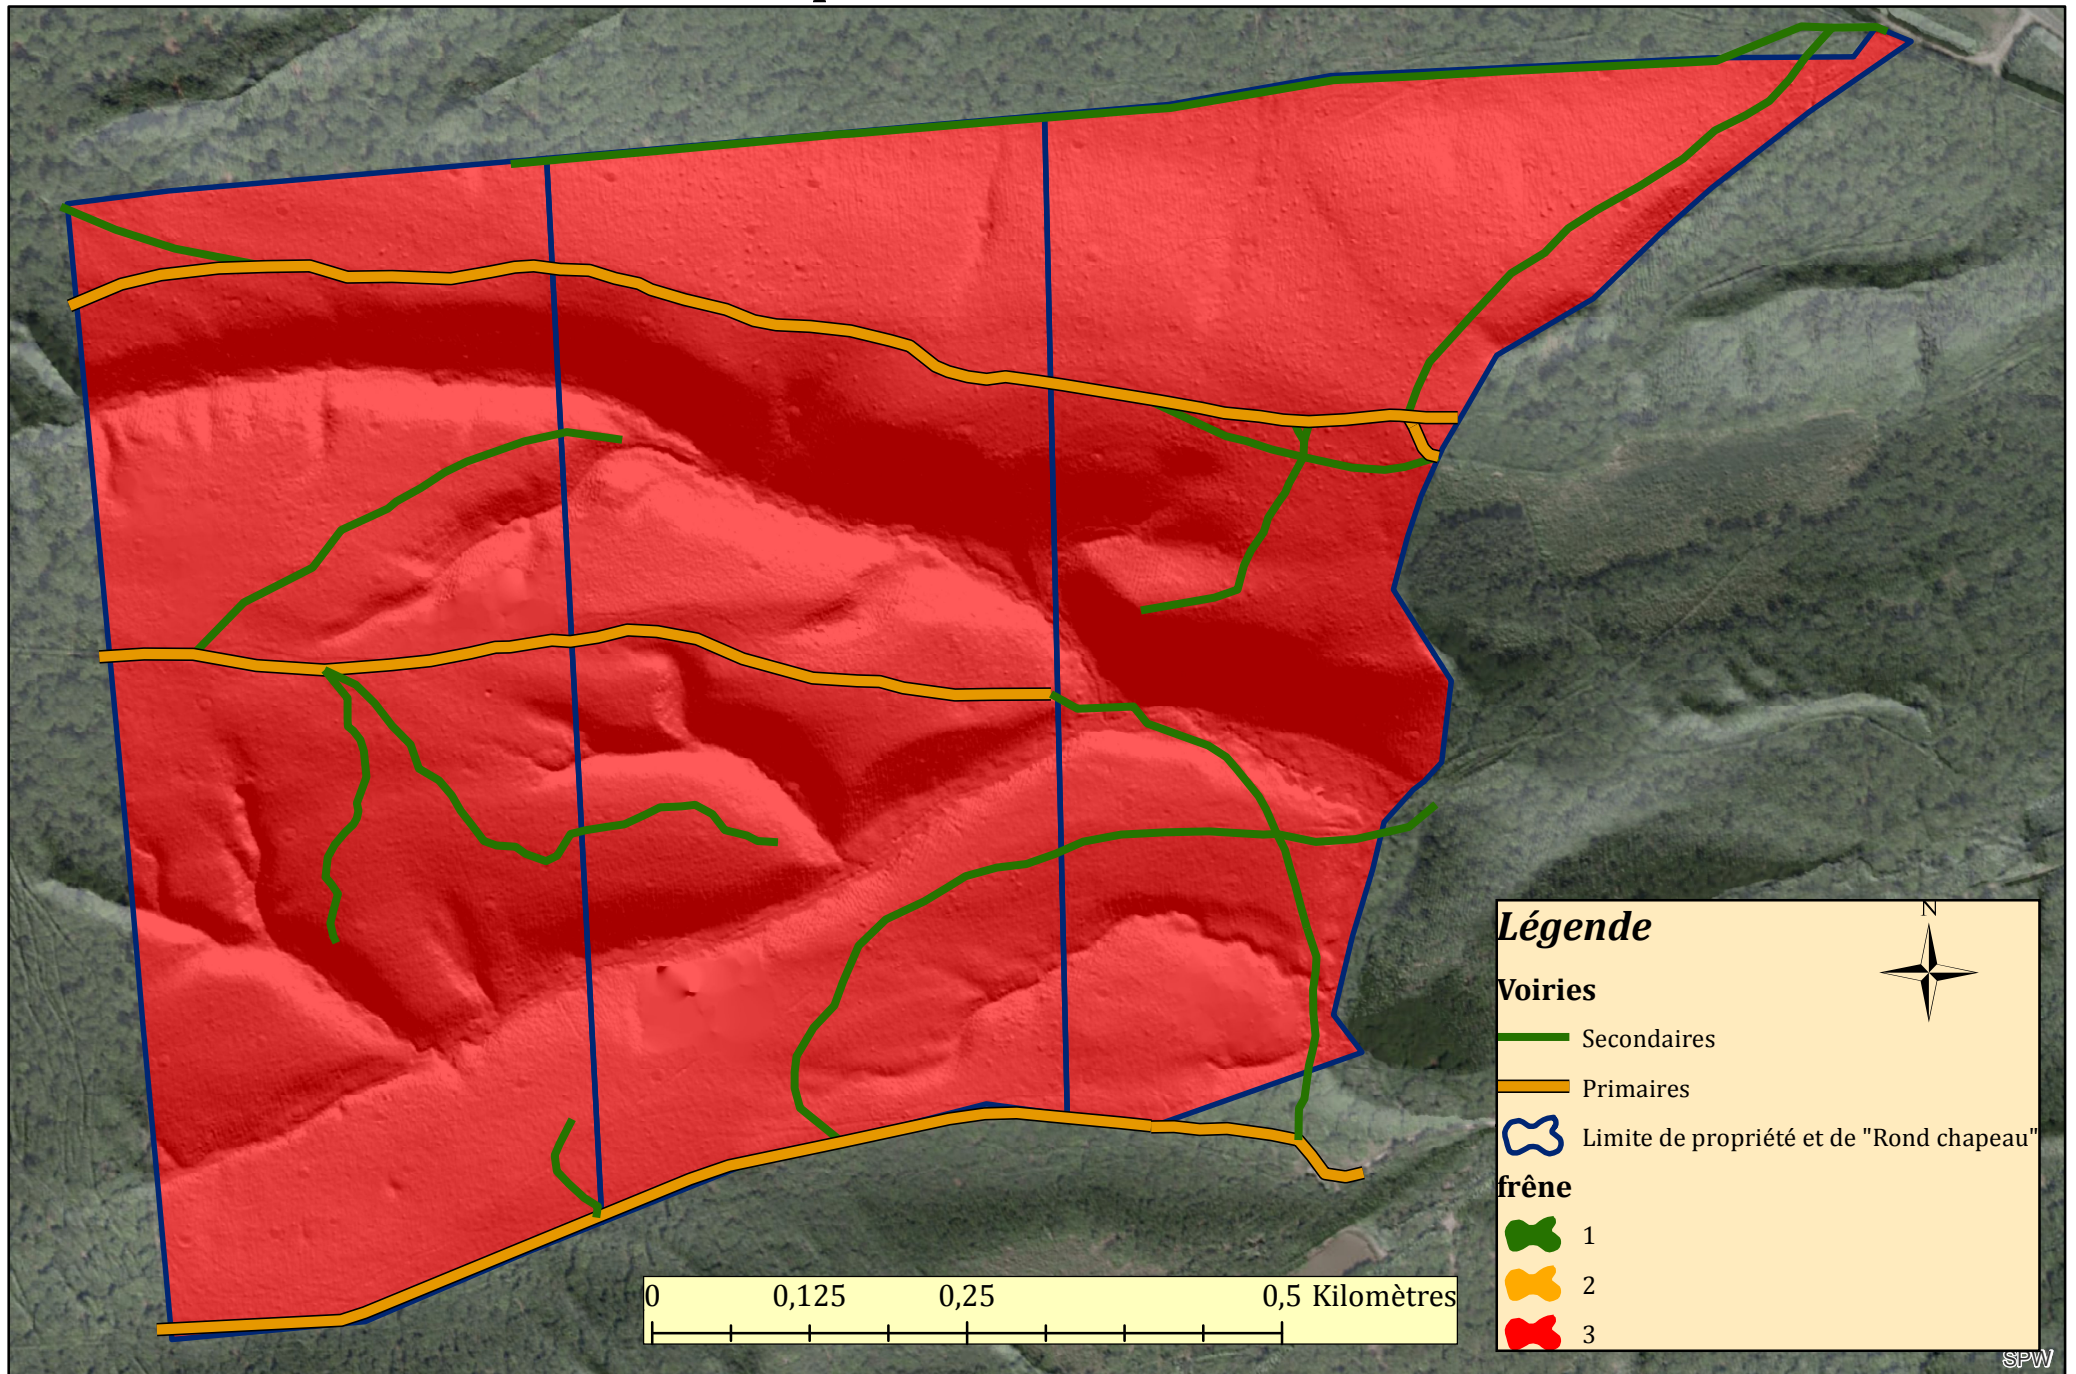 Légende
N
Voiries
Secondaires
Primaires
Limite de propriété et de "Rond chapeau"
frêne
1
2
3
0 0,125 0,25 0,5 Kilomètres
SPW